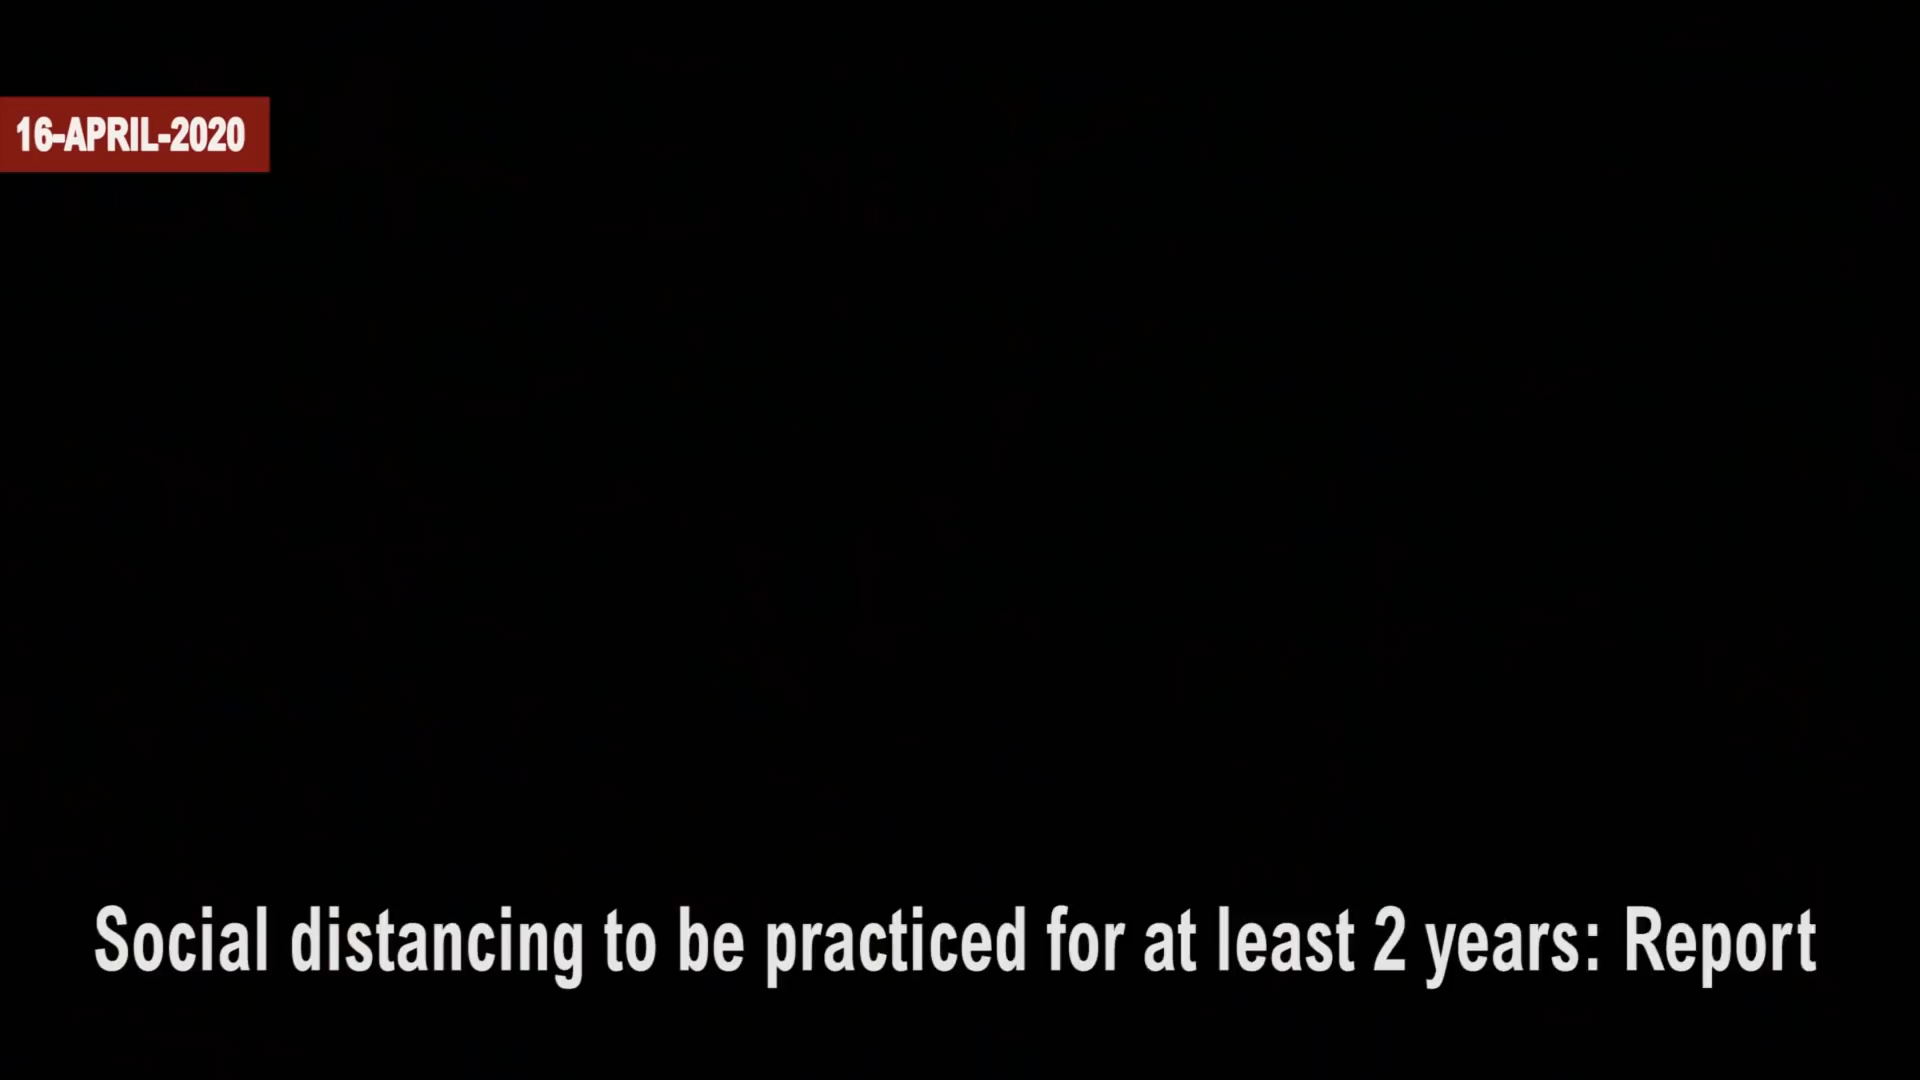 16-APRIL-2020
Social distancing to be practiced for at least 2 years: Report